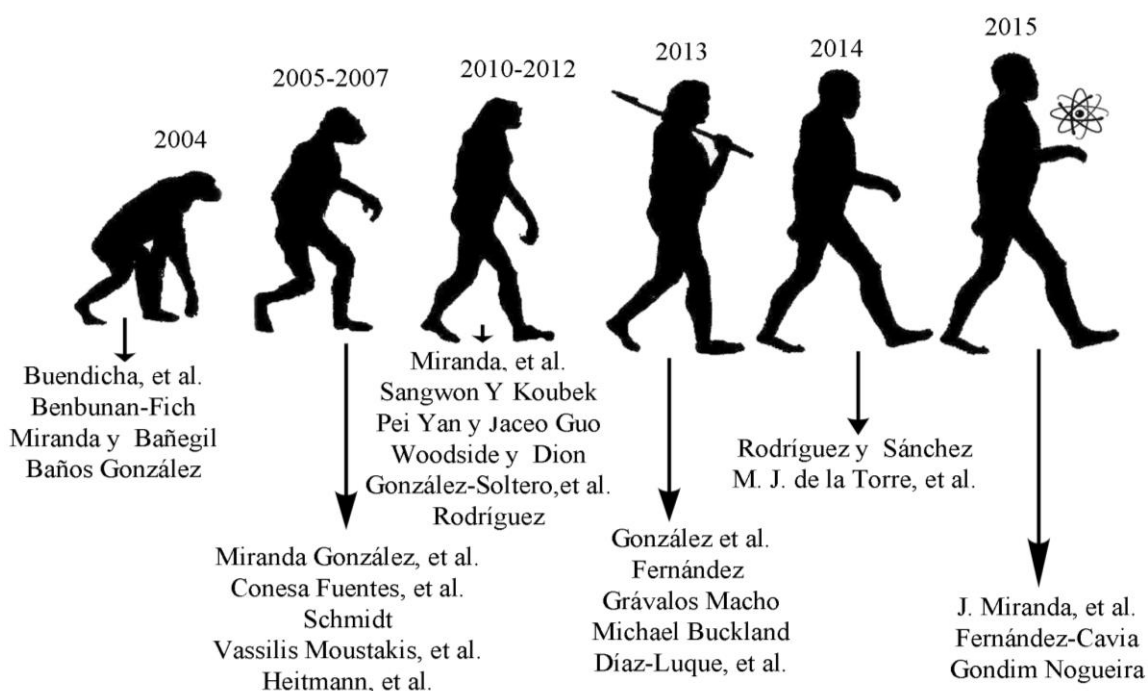 2004
Buendicha, et al.
Benbunan-Fich
Miranda y Bañegil
Baños González
2005-2007
Miranda González, et al.
Conesa Fuentes, et al.
Schmidt
Vassilis Moustakis, et al.
Heitmann, et al.
2010-2012
Miranda, et al.
Sangwon Y Koubek
Pei Yan y Jaceo Guo
Woodside y Dion
González-Soltero,et al.
Rodríguez
2013
González et al.
Fernández
Grávalos Macho
Michael Buckland
Díaz-Luque, et al.
2014
Rodríguez y Sánchez
M. J. de la Torre, et al.
2015
J. Miranda, et al.
Fernández-Cavia
Gondim Nogueira